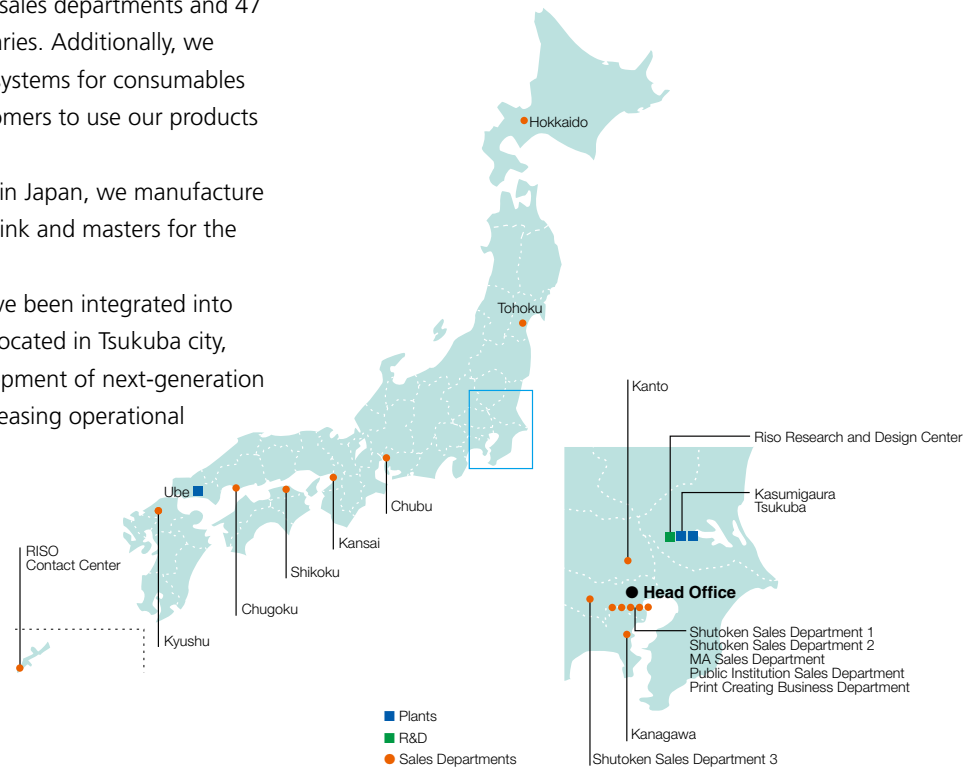 sales departments and 47
aries. Additionally, we
systems for consumables
omers to use our products
in Japan, we manufacture
ink and masters for the
ve been integrated into
ocated in Tsukuba city,
pment of next-generation
easing operational
Hokkaido
Tohoku
Ube
Chubu
Kansai
Shikoku
Chugoku
Kyushu
RISO
Contact Center
Kanto
Riso Research and Design Center
Kasumigaura
Tsukuba
Head Office
Shutoken Sales Department 1
Shutoken Sales Department 2
MA Sales Department
Public Institution Sales Department
Print Creating Business Department
Kanagawa
Shutoken Sales Department 3
Plants
R&D
Sales Departments